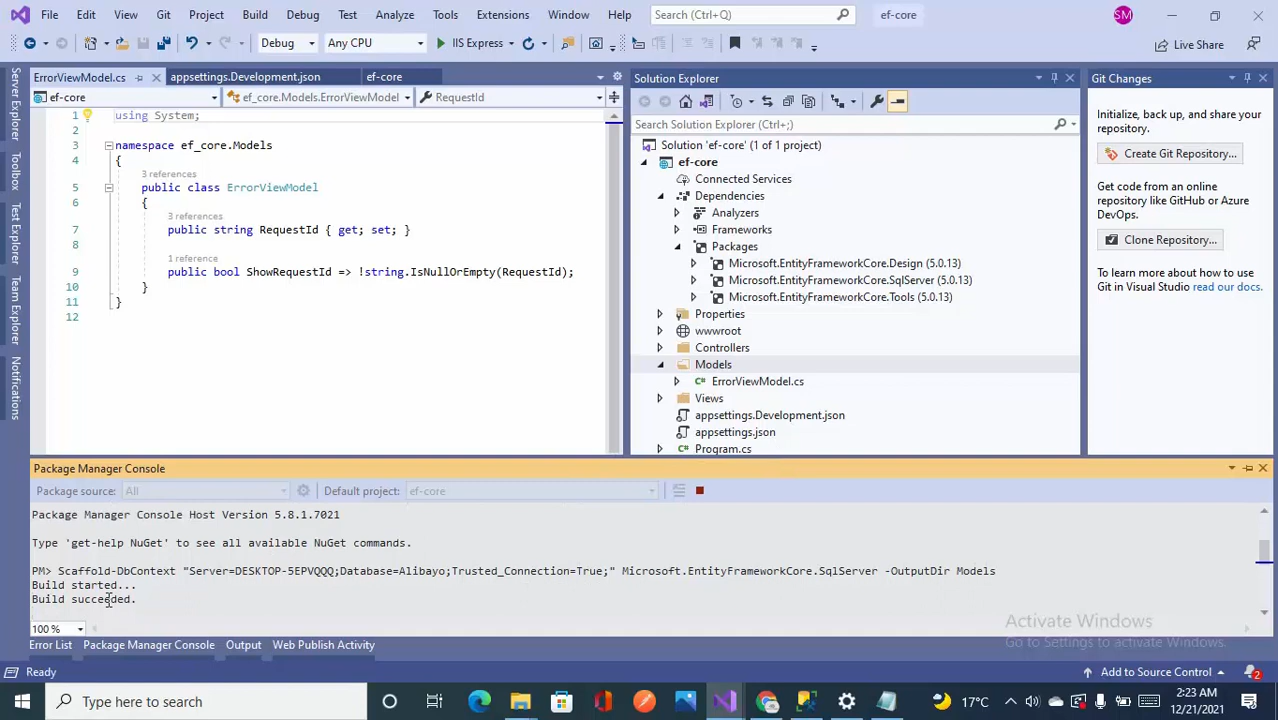 File Edit View Git Project Build Debug Test Analyze Tools Extensions Window Help Search (Ctrl+Q) ef-core SM
Debug Any CPU IIS Express Live Share
Server Explorer
Toolbox
Test Explorer
Team Explorer
Notifications
ErrorViewModel.cs appsettings.Development.json ef-core
ef-core ef_core.Models.ErrorViewModel RequestId
1 using System;
2
3 namespace ef_core.Models
4 {
3 references
5 public class ErrorViewModel
6 {
3 references
7 public string RequestId { get; set; }
8
1 reference
9 public bool ShowRequestId => !string.IsNullOrEmpty(RequestId);
10 }
11 }
12
Solution Explorer
Search Solution Explorer (Ctrl+;)
Solution 'ef-core' (1 of 1 project)
ef-core
Connected Services
Dependencies
Analyzers
Frameworks
Packages
Microsoft.EntityFrameworkCore.Design (5.0.13)
Microsoft.EntityFrameworkCore.SqlServer (5.0.13)
Microsoft.EntityFrameworkCore.Tools (5.0.13)
Properties
wwwroot
Controllers
Models
C# ErrorViewModel.cs
Views
appsettings.Development.json
appsettings.json
C# Program.cs
Git Changes
Initialize, back up, and share your
repository.
Create Git Repository...
Get code from an online
repository like GitHub or Azure
DevOps.
Clone Repository...
To learn more about how to use
Git in Visual Studio read our docs.
Package Manager Console
Package source: All Default project: ef-core
Package Manager Console Host Version 5.8.1.7021
Type 'get-help NuGet' to see all available NuGet commands.
PM> Scaffold-DbContext "Server=DESKTOP-5EPVQQQ;Database=Alibayo;Trusted_Connection=True;" Microsoft.EntityFrameworkCore.SqlServer -OutputDir Models
Build started...
Build succeeded.
100 %
Activate Windows
Go to Settings to activate Windows.
Error List Package Manager Console Output Web Publish Activity
Ready Add to Source Control 2
Type here to search 17°C 2:23 AM
12/21/2021